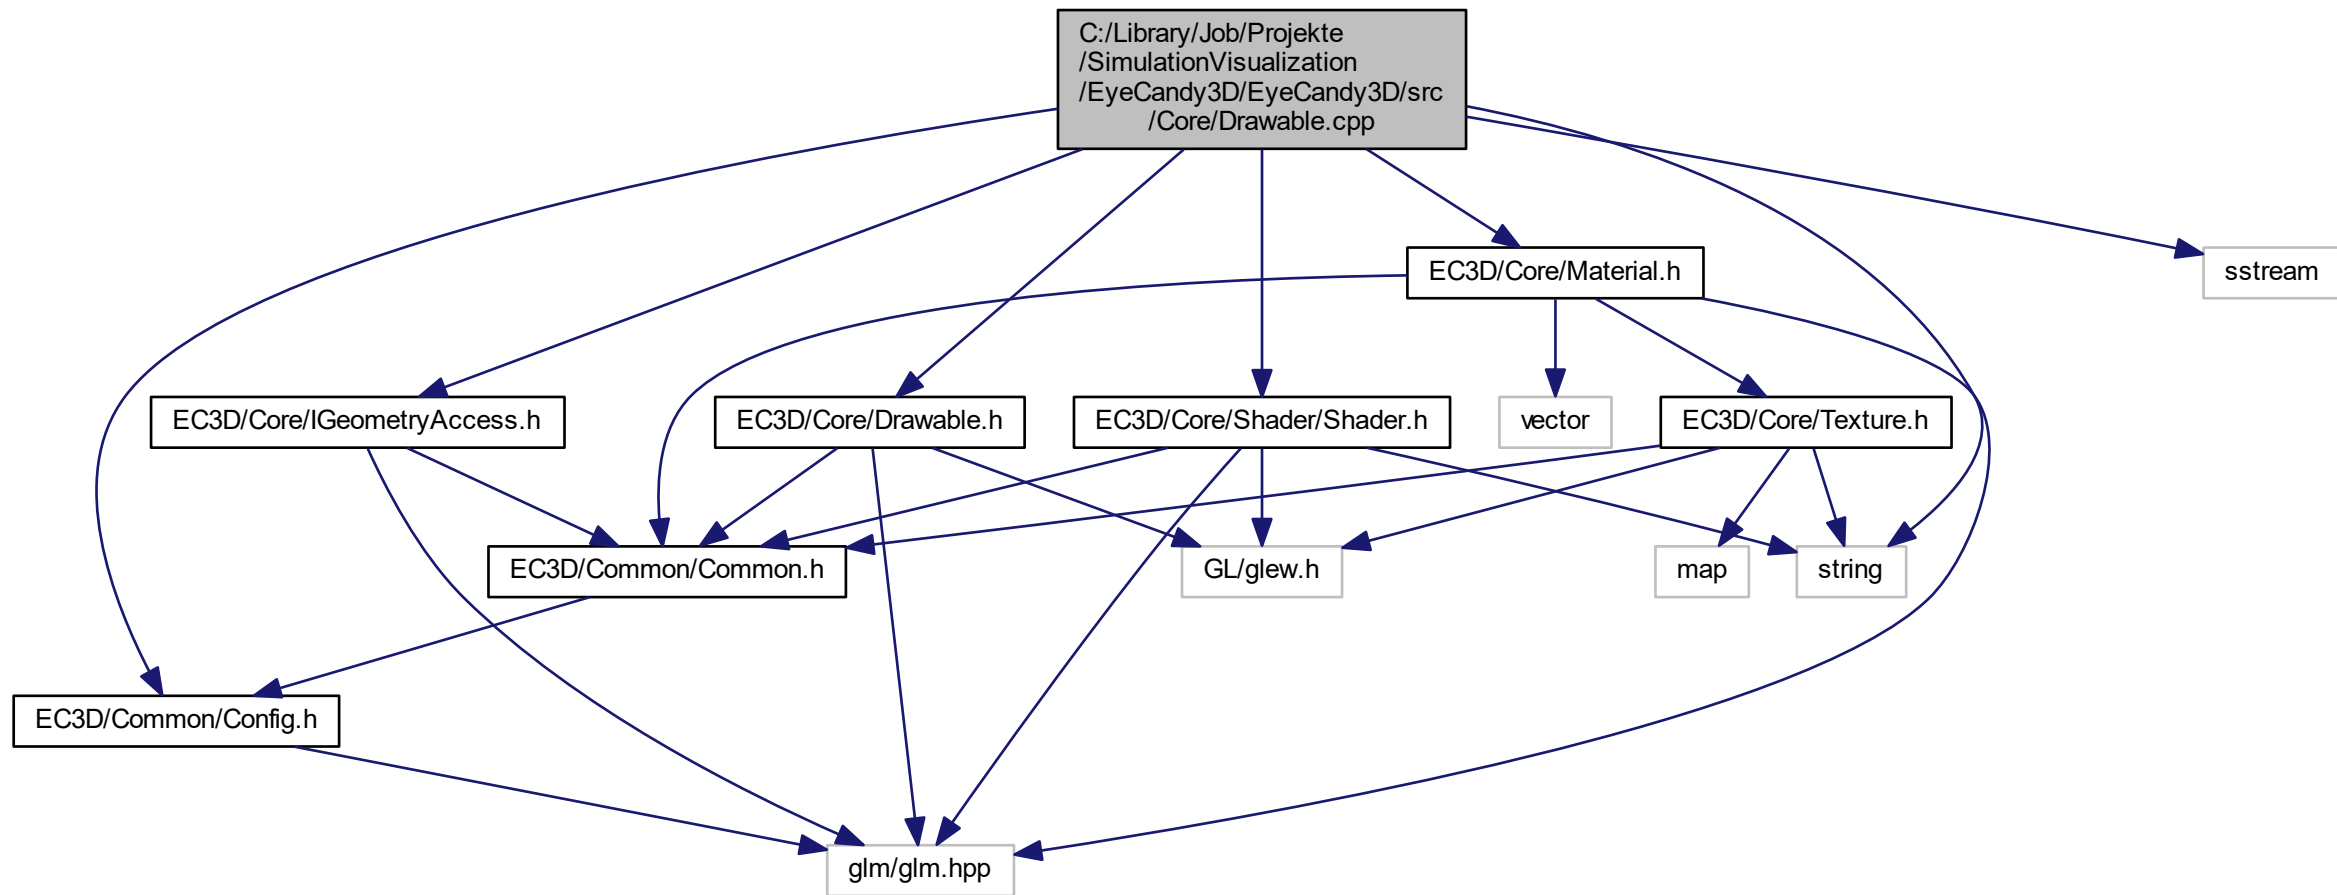 C:/Library/Job/Projekte
/SimulationVisualization
/EyeCandy3D/EyeCandy3D/src
/Core/Drawable.cpp
EC3D/Core/Material.h
sstream
EC3D/Core/IGeometryAccess.h
EC3D/Core/Drawable.h
EC3D/Core/Shader/Shader.h
vector
EC3D/Core/Texture.h
EC3D/Common/Common.h
GL/glew.h
map
string
EC3D/Common/Config.h
glm/glm.hpp